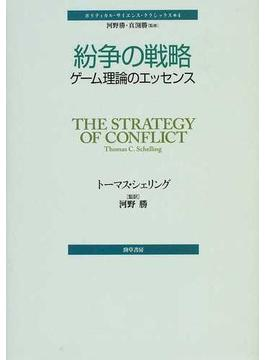 ポリティカル・サイエンス・クラシックス 4
河野勝・真渕勝[監修]
紛争の戦略
ゲーム理論のエッセンス
THE STRATEGY
OF CONFLICT
Thomas C. Schelling
トーマス・シェリング
[監訳]
河野 勝
勁草書房